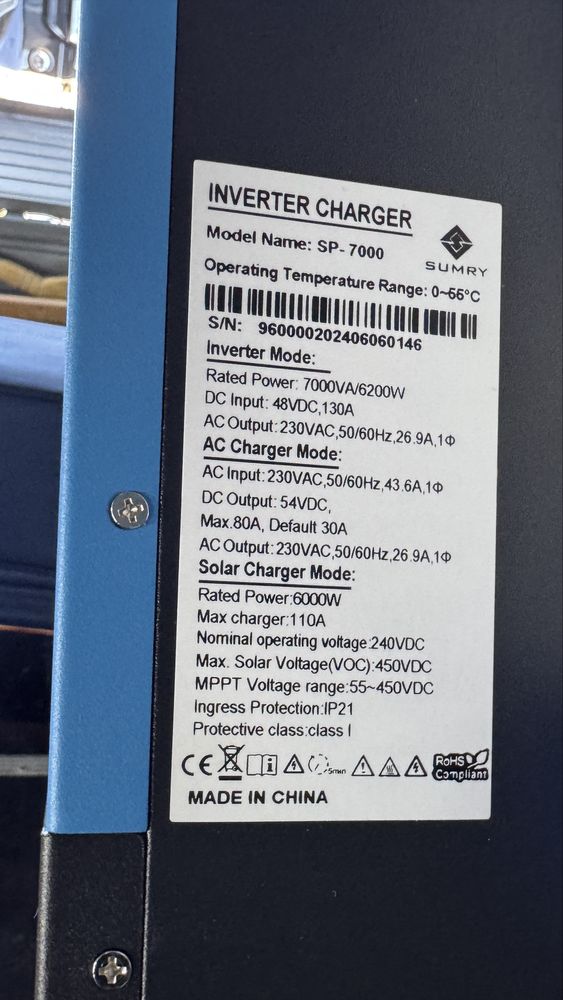 INVERTER CHARGER
Model Name: SP-7000
SUMRY
Operating Temperature Range: 0~55°C
S/N: 960000202406060146
Inverter Mode:
Rated Power: 7000VA/6200W
DC Input: 48VDC,130A
AC Output: 230VAC,50/60Hz,26.9A,1Φ
AC Charger Mode:
AC Input: 230VAC,50/60Hz,43.6A,1Φ
DC Output: 54VDC,
Max.80A, Default 30A
AC Output: 230VAC,50/60Hz,26.9A,1Φ
Solar Charger Mode:
Rated Power:6000W
Max charger:110A
Nominal operating voltage:240VDC
Max. Solar Voltage(VOC):450VDC
MPPT Voltage range:55~450VDC
Ingress Protection:IP21
Protective class:class I
CE 5min RoHS Compliant
MADE IN CHINA